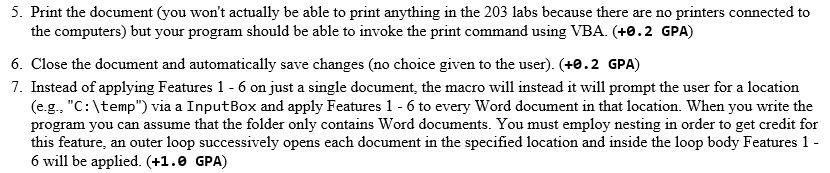 5. Print the document (you won't actually be able to print anything in the 203 labs because there are no printers connected to
the computers) but your program should be able to invoke the print command using VBA. (+0.2 GPA)
6. Close the document and automatically save changes (no choice given to the user). (+0.2 GPA)
7. Instead of applying Features 1 - 6 on just a single document, the macro will instead it will prompt the user for a location
(e.g., "C:\temp") via a InputBox and apply Features 1 - 6 to every Word document in that location. When you write the
program you can assume that the folder only contains Word documents. You must employ nesting in order to get credit for
this feature, an outer loop successively opens each document in the specified location and inside the loop body Features 1 -
6 will be applied. (+1.0 GPA)